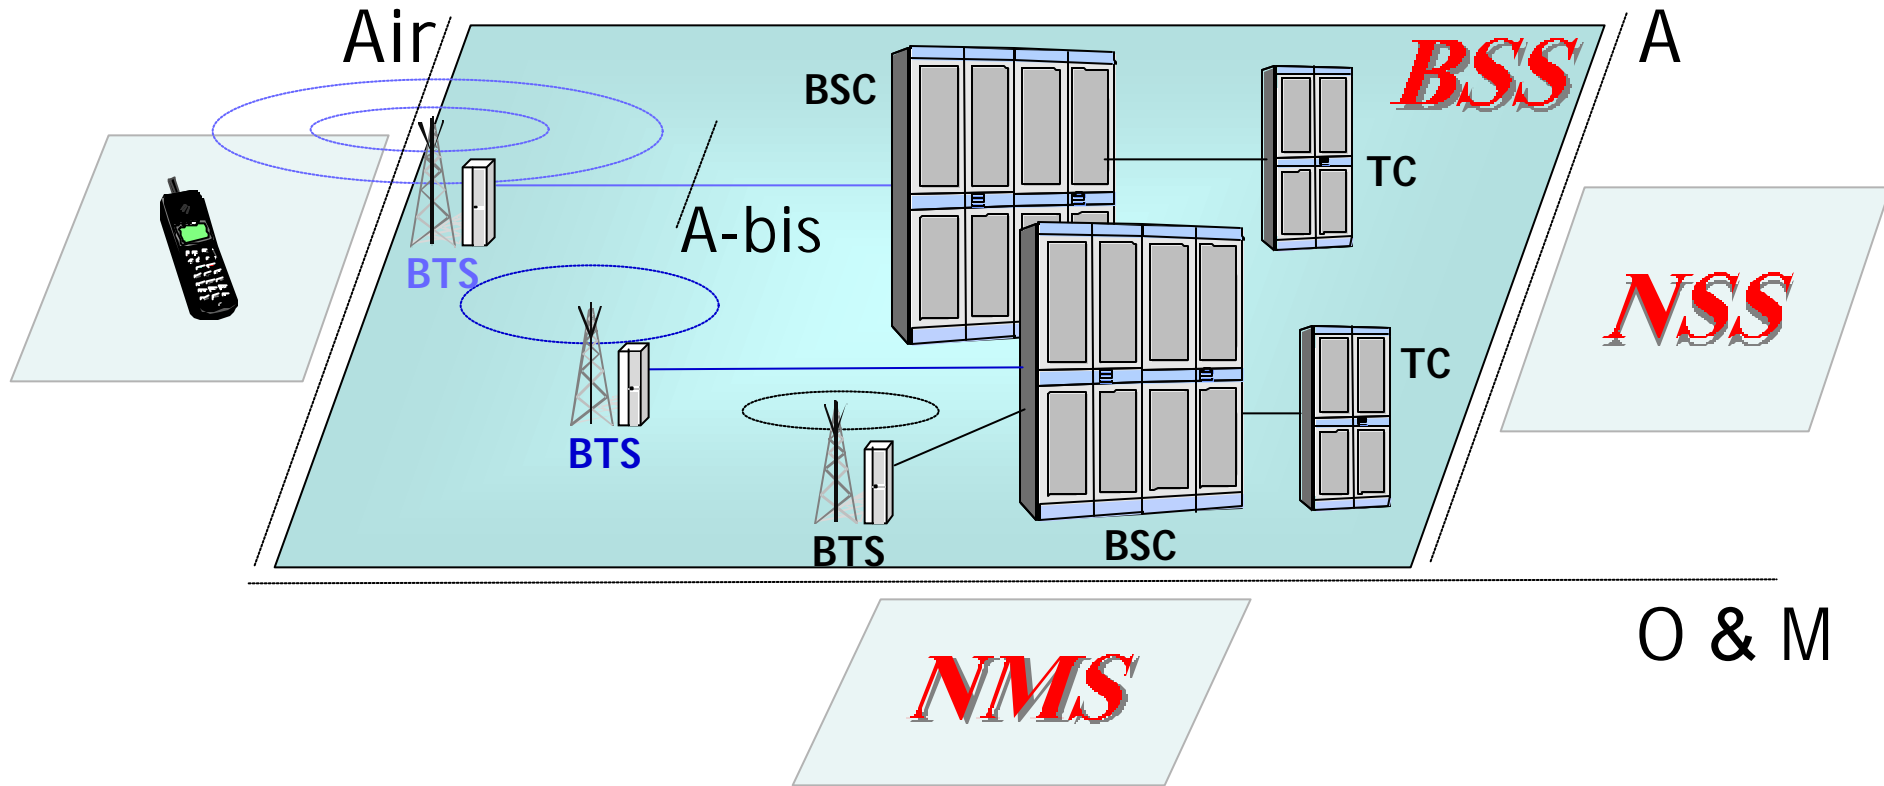 Air
BSS
A
BSC
TC
A-bis
BTS
NSS
TC
BTS
BTS
BSC
O & M
NMS